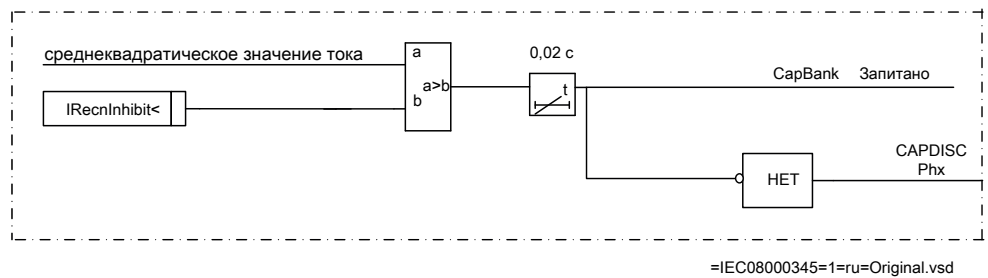 среднеквадратическое значение тока
a
a>b
b
IRecnInhibit<
0,02 с
t
CapBank Запитано
CAPDISC
Phx
НЕТ
=IEC08000345=1=ru=Original.vsd